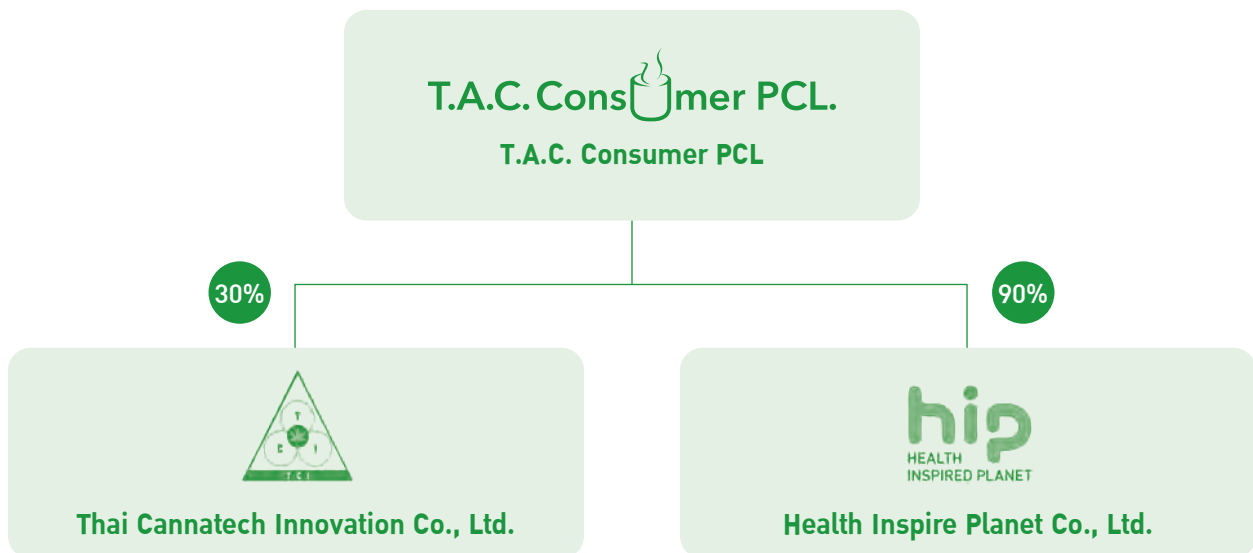 T.A.C. Consumer PCL.
T.A.C. Consumer PCL
30%
90%
T
C I
TCI
hip
HEALTH
INSPIRED PLANET
Thai Cannatech Innovation Co., Ltd.
Health Inspire Planet Co., Ltd.